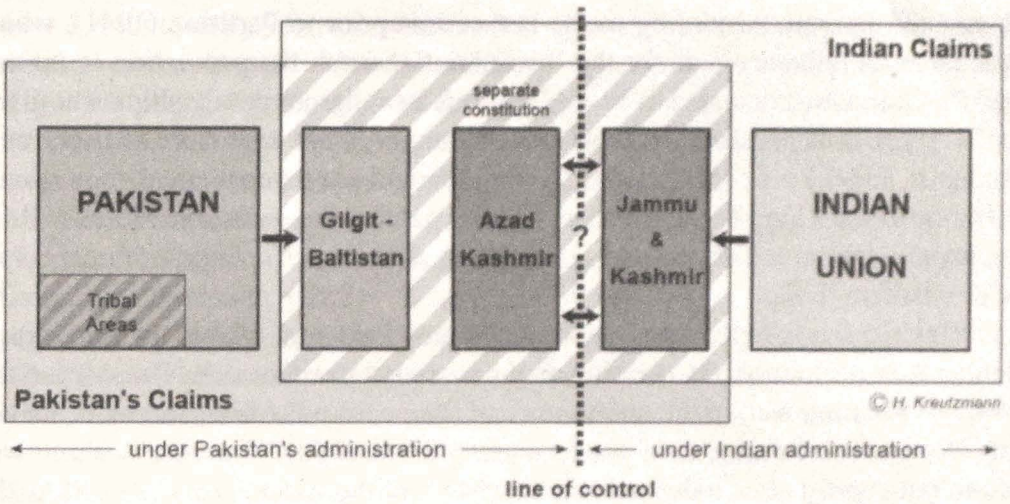 Indian Claims
separate
constitution
PAKISTAN
Tribal
Areas
Gilgit -
Baltistan
Azad
Kashmir
?
Jammu
&
Kashmir
INDIAN
UNION
Pakistan's Claims
© H. Kreutzmann
under Pakistan's administration
under Indian administration
line of control